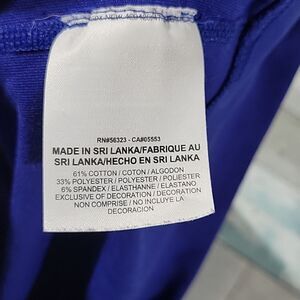 RN#56323 - CA#05553
MADE IN SRI LANKA/FABRIQUE AU
SRI LANKA/HECHO EN SRI LANKA
61% COTTON / COTON / ALGODON
33% POLYESTER / POLYESTER / POLIESTER
6% SPANDEX / ELASTHANNE / ELASTANO
EXCLUSIVE OF DECORATION / DECORATION
NON COMPRISE / NO INCLUYE LA
DECORACION